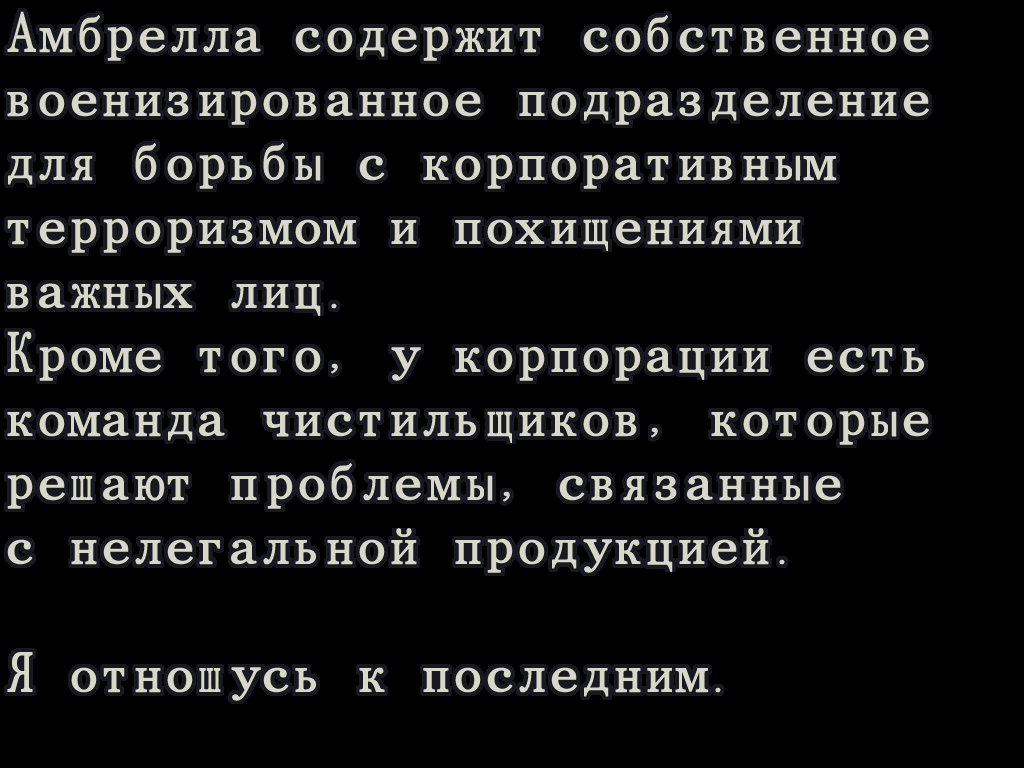 Амбрелла содержит собственное
военизированное подразделение
для борьбы с корпоративным
терроризмом и похищениями
важных лиц.
Кроме того, у корпорации есть
команда чистильщиков, которые
решают проблемы, связанные
с нелегальной продукцией.
Я отношусь к последним.